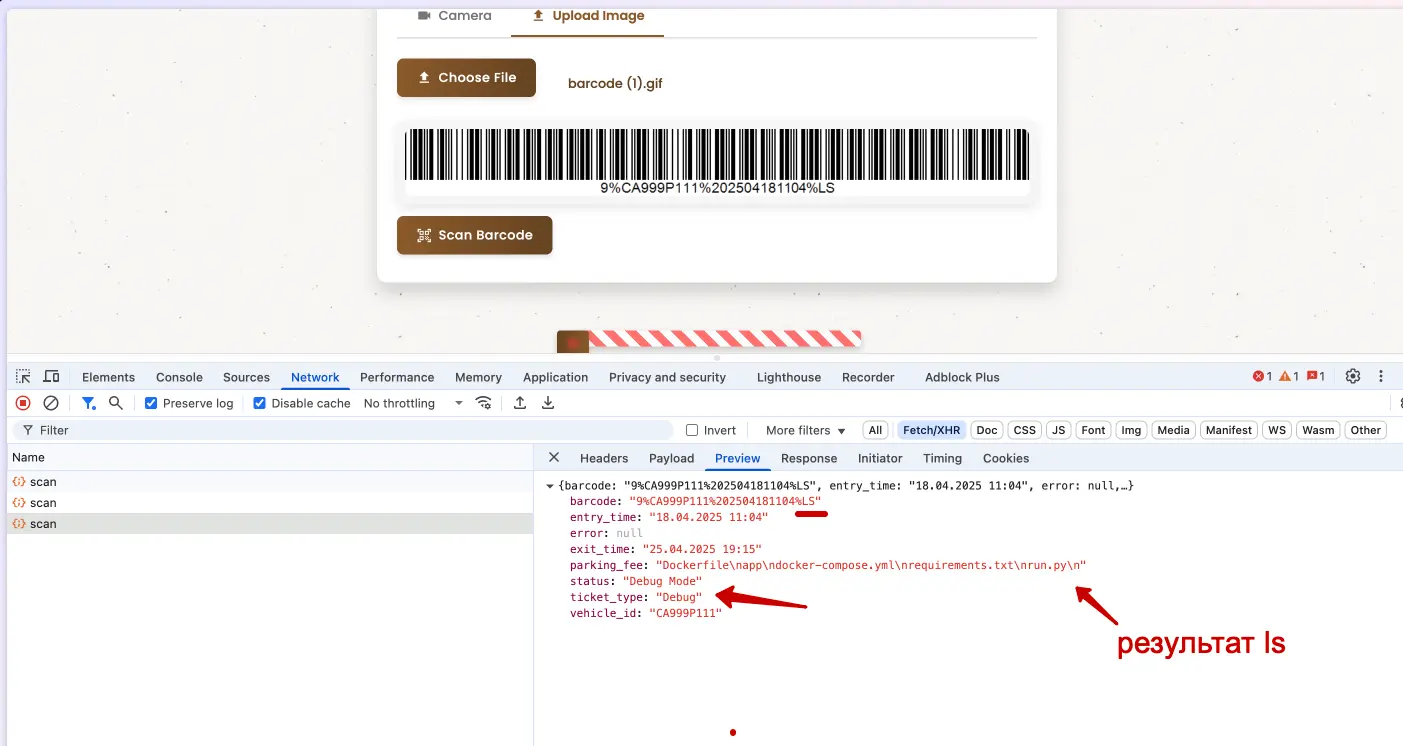 Camera Upload Image
Choose File barcode (1).gif
9%CA999P111%202504181104%LS
Scan Barcode
Elements Console Sources Network Performance Memory Application Privacy and security Lighthouse Recorder Adblock Plus 1 1 1
Preserve log Disable cache No throttling
Filter Invert More filters All Fetch/XHR Doc CSS JS Font Img Media Manifest WS Wasm Other
Name Headers Payload Preview Response Initiator Timing Cookies
scan
scan
scan
{barcode: "9%CA999P111%202504181104%LS", entry_time: "18.04.2025 11:04", error: null,…}
barcode: "9%CA999P111%202504181104%LS"
entry_time: "18.04.2025 11:04"
error: null
exit_time: "25.04.2025 19:15"
parking_fee: "Dockerfile\napp\ndocker-compose.yml\nrequirements.txt\nrun.py\n"
status: "Debug Mode"
ticket_type: "Debug"
vehicle_id: "CA999P111"
результат ls